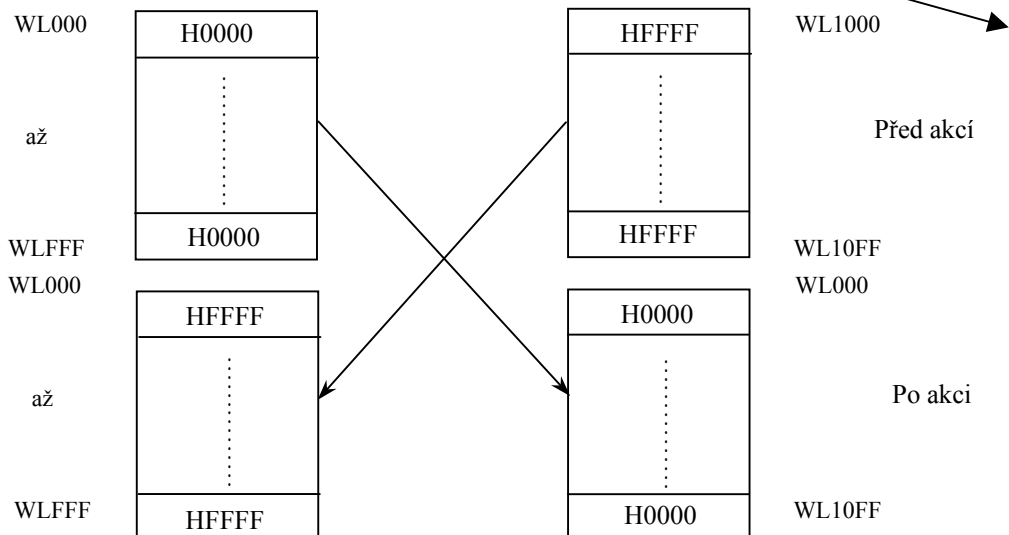 WL000 H0000 HFFFF WL1000
až Před akcí
WLFFF H0000 HFFFF WL10FF
WL000 HFFFF H0000 WL000
až Po akci
WLFFF HFFFF H0000 WL10FF